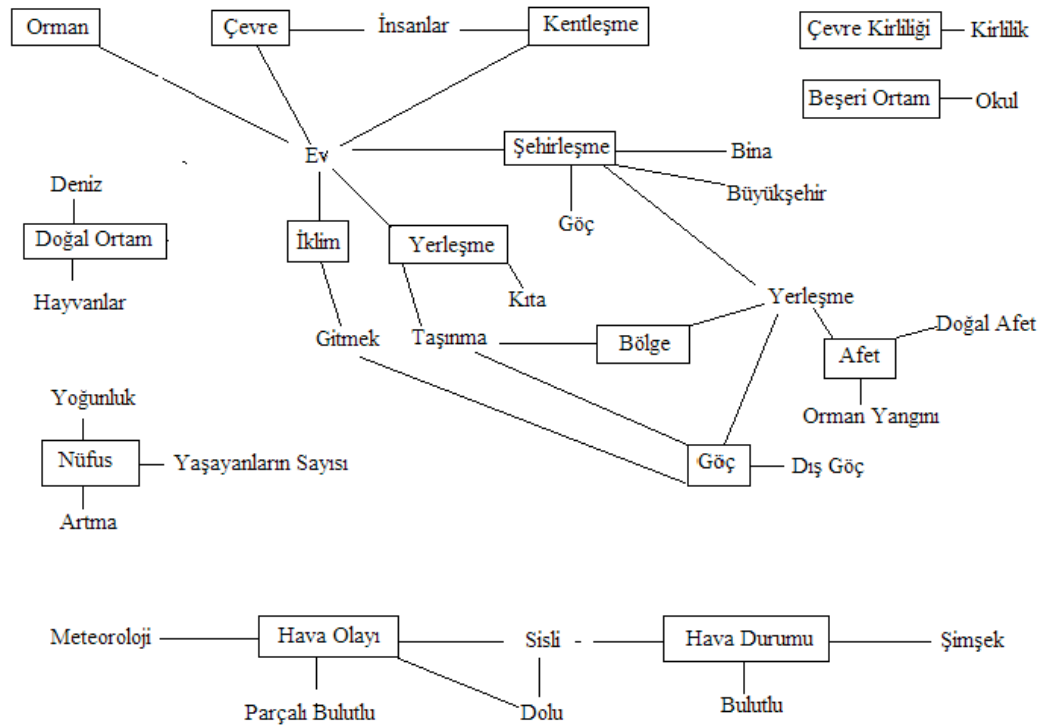 Orman
Çevre
İnsanlar
Kentleşme
Çevre Kirliliği
Kirlilik
Beşeri Ortam
Okul
Ev
Şehirleşme
Bina
Büyükşehir
Göç
Deniz
Doğal Ortam
Hayvanlar
İklim
Yerleşme
Kıta
Yerleşme
Gitmek
Taşınma
Bölge
Doğal Afet
Afet
Orman Yangını
Yoğunluk
Nüfus
Yaşayanların Sayısı
Artma
Göç
Dış Göç
Meteoroloji
Hava Olayı
Sisli
Hava Durumu
Şimşek
Parçalı Bulutlu
Dolu
Bulutlu